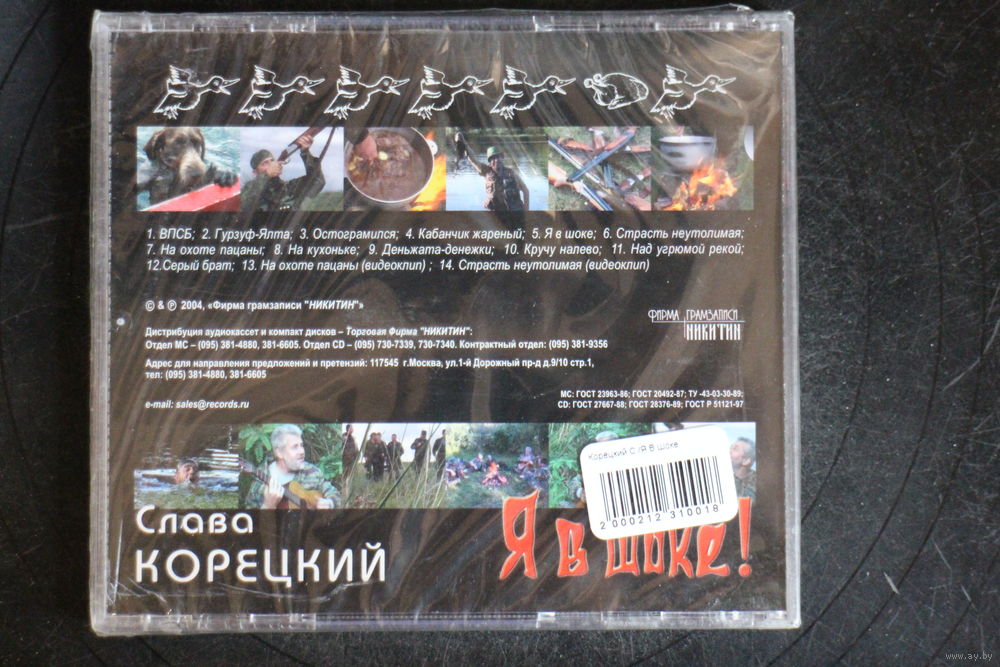 1. ВПСБ; 2. Гурзуф-Ялта; 3. Остограмился; 4. Кабанчик жареный; 5. Я в шоке; 6. Страсть неутолимая;
7. На охоте пацаны; 8. На кухоньке; 9. Деньжата-денежки; 10. Кручу налево; 11. Над угрюмой рекой;
12.Серый брат; 13. На охоте пацаны (видеоклип) ; 14. Страсть неутолимая (видеоклип)
© & ℗ 2004, «Фирма грамзаписи "НИКИТИН"»
ФИРМА ГРАМЗАПИСИ
НИКИТИН
Дистрибуция аудиокассет и компакт дисков – Торговая Фирма "НИКИТИН":
Отдел МС – (095) 381-4880, 381-6605. Отдел CD – (095) 730-7339, 730-7340. Контрактный отдел: (095) 381-9356
Адрес для направления предложений и претензий: 117545 г.Москва, ул.1-й Дорожный пр-д д.9/10 стр.1,
тел: (095) 381-4880, 381-6605
e-mail: sales@records.ru
МС: ГОСТ 23963-86; ГОСТ 20492-87; ТУ -43-03-30-89;
CD: ГОСТ 27667-88; ГОСТ 28376-89; ГОСТ Р 51121-97
Корецкий С./Я В шоке
2 000212 310018
Слава
КОРЕЦКИЙ
Я в шоке!
www.ay.by